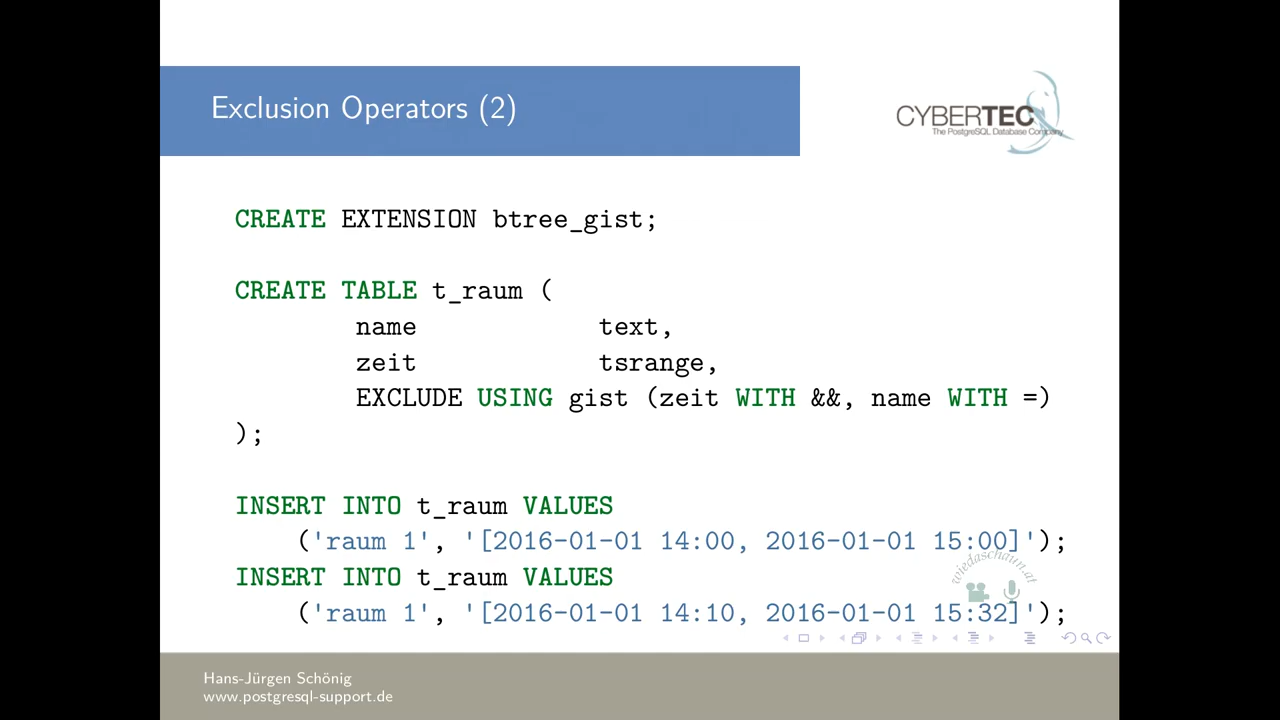 Exclusion Operators (2)
CYBERTEC
The PostgreSQL Database Company
CREATE EXTENSION btree_gist;
CREATE TABLE t_raum (
name text,
zeit tsrange,
EXCLUDE USING gist (zeit WITH &&, name WITH =)
);
INSERT INTO t_raum VALUES
('raum 1', '[2016-01-01 14:00, 2016-01-01 15:00]');
wiedaschaun.at
INSERT INTO t_raum VALUES
('raum 1', '[2016-01-01 14:10, 2016-01-01 15:32]');
Hans-Jürgen Schönig
www.postgresql-support.de